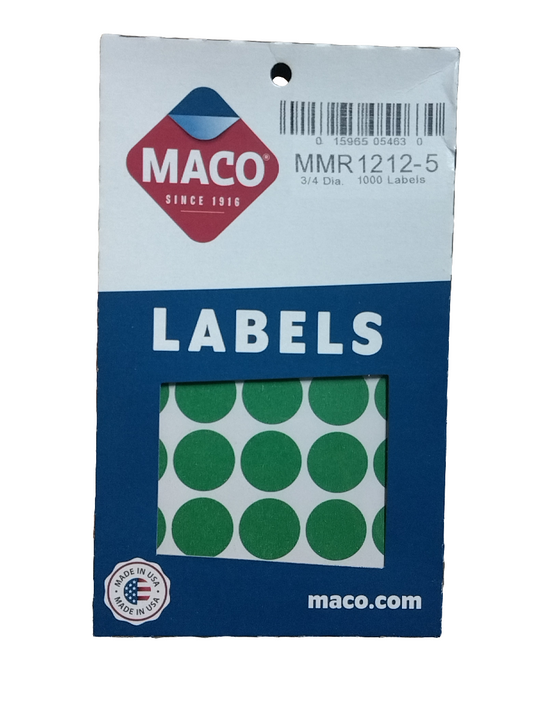 MACO®
SINCE 1916
0 15965 05463 0
MMR1212-5
3/4 Dia. 1000 Labels
LABELS
MADE IN USA
MADE IN USA
maco.com